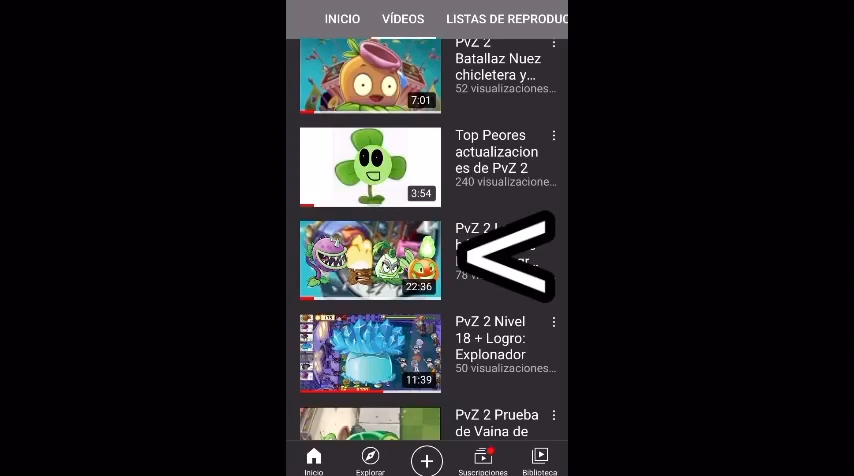 INICIO
VÍDEOS
LISTAS DE REPRODUC
PvZ 2
Batallaz Nuez
chicletera y…
52 visualizaciones…
7:01
Top Peores
actualizacion
es de PvZ 2
240 visualizacione…
3:54
PvZ 2
22:36
78
PvZ 2 Nivel
18 + Logro:
Explonador
50 visualizaciones…
11:39
PvZ 2 Prueba
de Vaina de
Inicio
Explorar
Suscripciones
Biblioteca